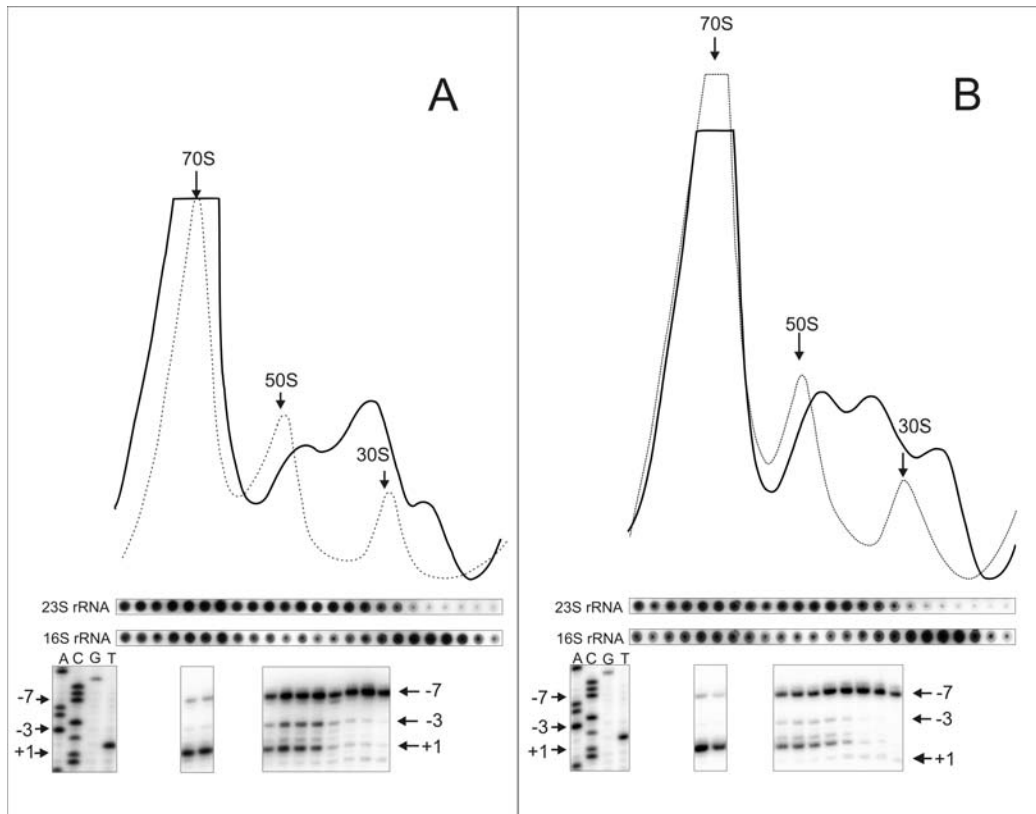 A
70S
50S
30S
23S rRNA
16S rRNA
A C G T
-7
-3
+1
-7
-3
+1
B
70S
50S
30S
23S rRNA
16S rRNA
A C G T
-7
-3
+1
-7
-3
+1